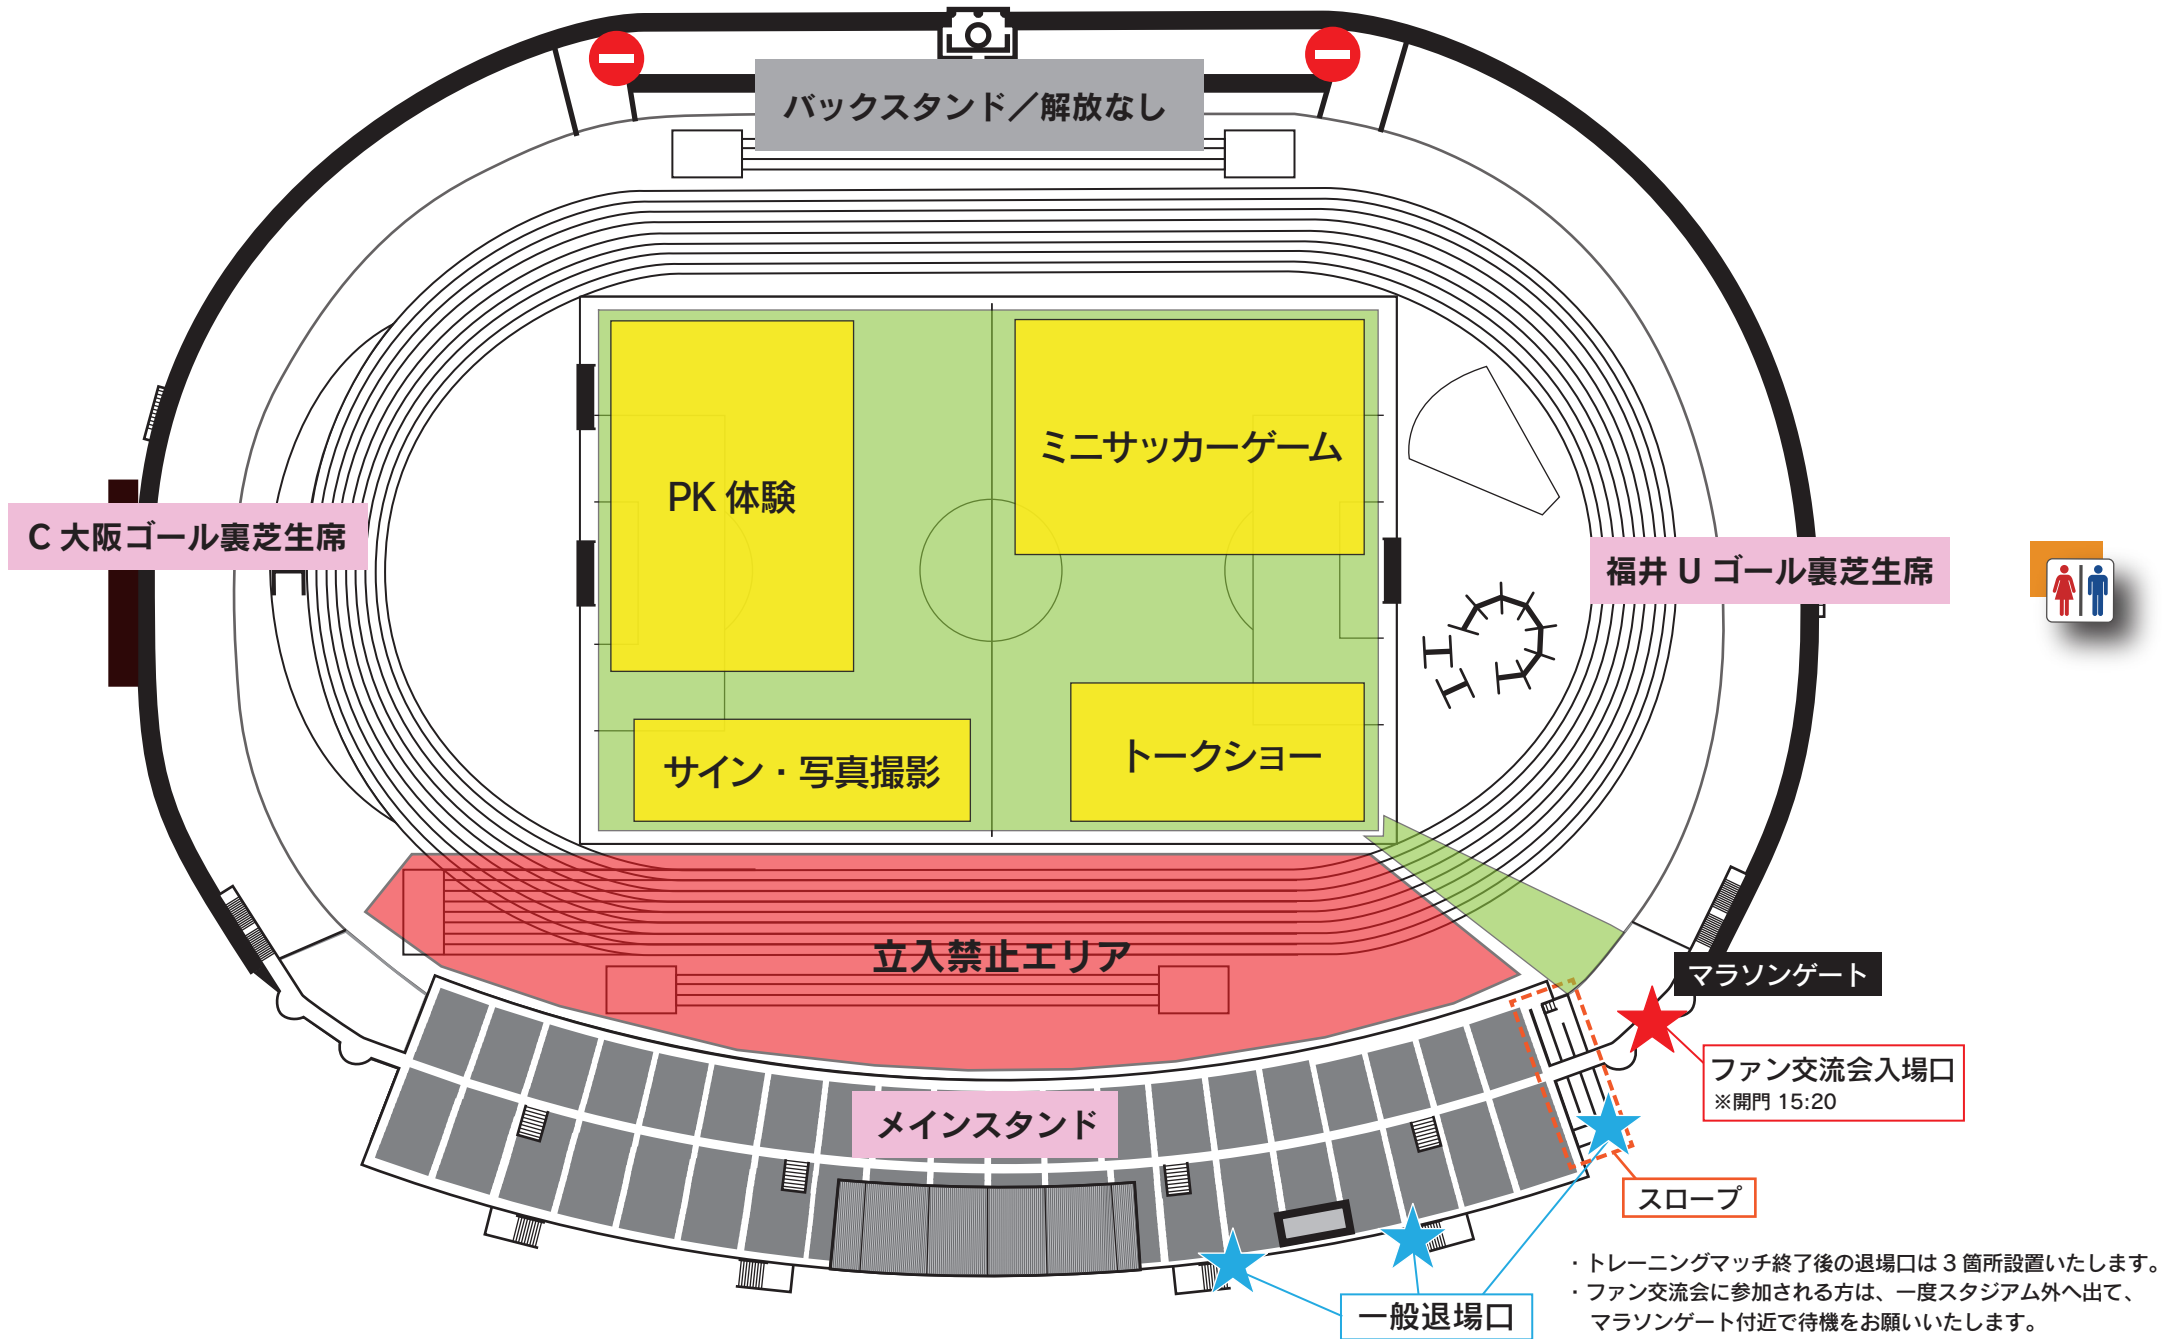 バックスタンド／解放なし
PK 体験
ミニサッカーゲーム
C 大阪ゴール裏芝生席
福井 U ゴール裏芝生席
サイン・写真撮影
トークショー
立入禁止エリア
マラソンゲート
ファン交流会入場口
※開門 15:20
メインスタンド
スロープ
一般退場口
・トレーニングマッチ終了後の退場口は 3 箇所設置いたします。
・ファン交流会に参加される方は、一度スタジアム外へ出て、
マラソンゲート付近で待機をお願いいたします。